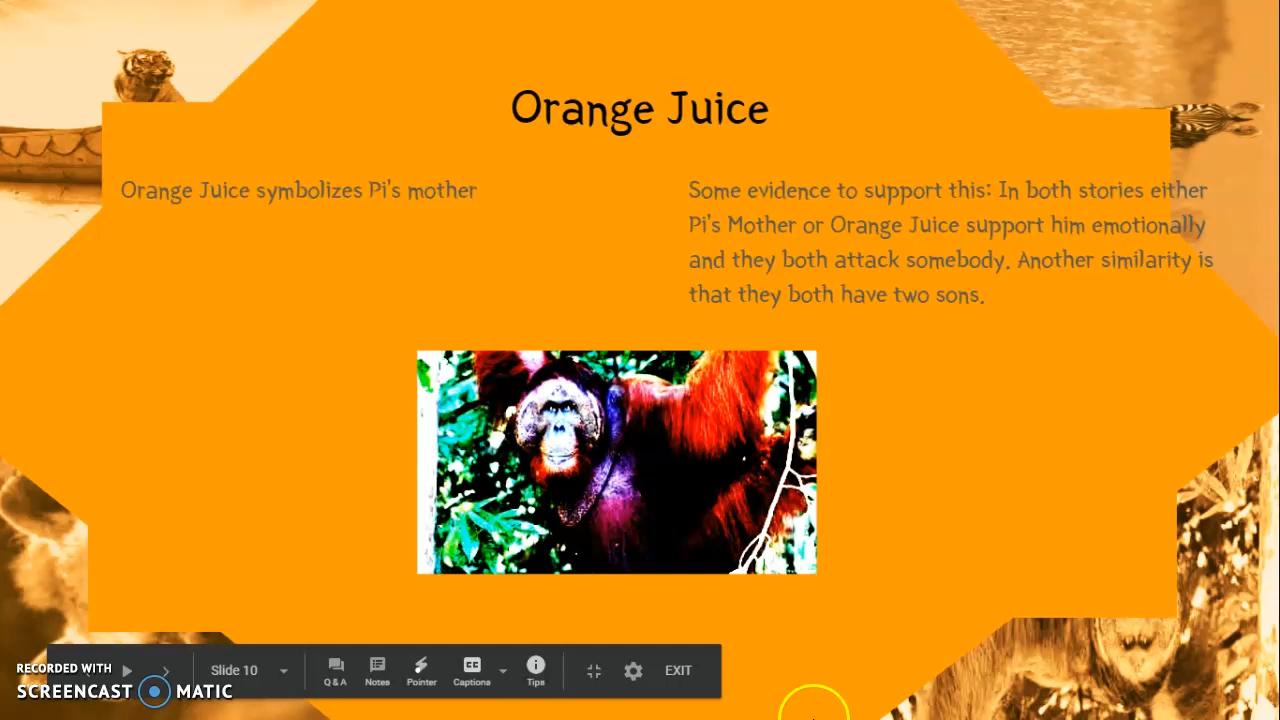 Orange Juice
Orange Juice symbolizes Pi's mother
Some evidence to support this: In both stories either
Pi's Mother or Orange Juice support him emotionally
and they both attack somebody. Another similarity is
that they both have two sons.
RECORDED WITH
SCREENCAST MATIC
Slide 10
Q & A
Notes
Pointer
CC
Captions
Tips
EXIT